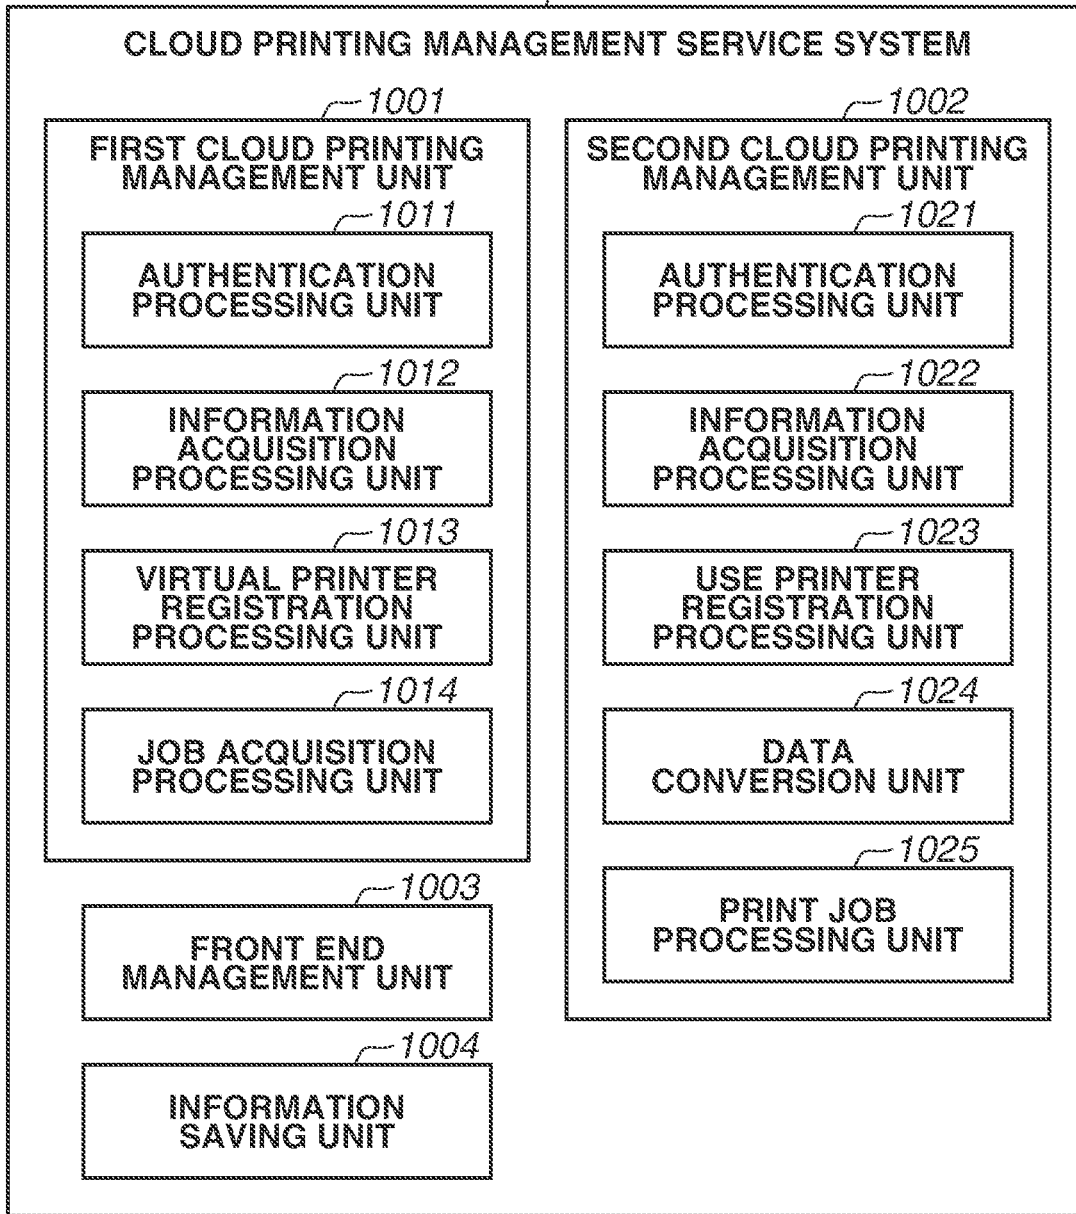 CLOUD PRINTING MANAGEMENT SERVICE SYSTEM
1001
FIRST CLOUD PRINTING
MANAGEMENT UNIT
1011
AUTHENTICATION
PROCESSING UNIT
1012
INFORMATION
ACQUISITION
PROCESSING UNIT
1013
VIRTUAL PRINTER
REGISTRATION
PROCESSING UNIT
1014
JOB ACQUISITION
PROCESSING UNIT
1002
SECOND CLOUD PRINTING
MANAGEMENT UNIT
1021
AUTHENTICATION
PROCESSING UNIT
1022
INFORMATION
ACQUISITION
PROCESSING UNIT
1023
USE PRINTER
REGISTRATION
PROCESSING UNIT
1024
DATA
CONVERSION UNIT
1025
PRINT JOB
PROCESSING UNIT
1003
FRONT END
MANAGEMENT UNIT
1004
INFORMATION
SAVING UNIT